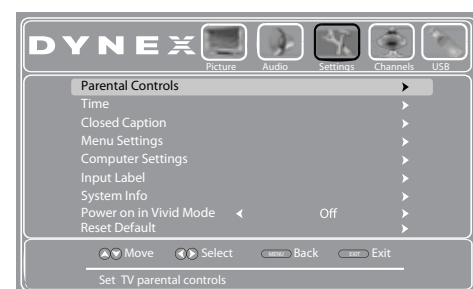 DYNEX
Picture Audio Settings Channels USB
Parental Controls
Time
Closed Caption
Menu Settings
Computer Settings
Input Label
System Info
Power on in Vivid Mode Off
Reset Default
Move Select MENU Back EXIT Exit
Set TV parental controls